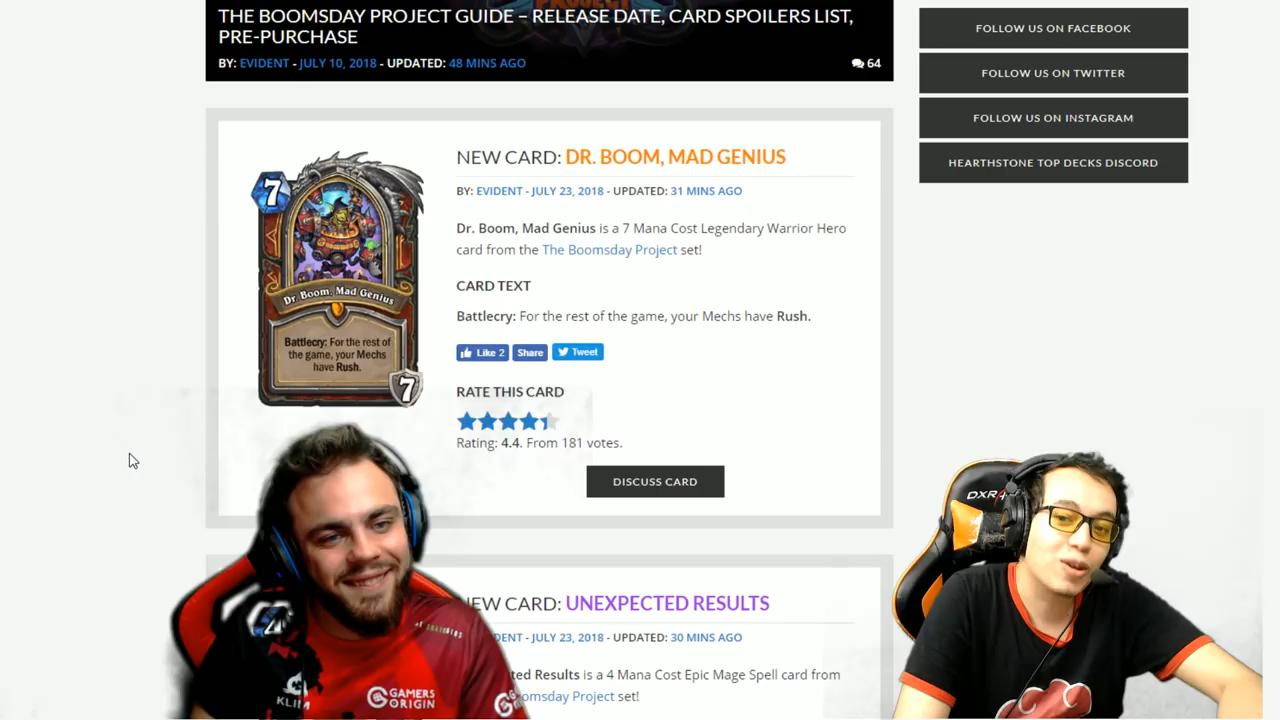 THE BOOMSDAY PROJECT GUIDE – RELEASE DATE, CARD SPOILERS LIST,
PRE-PURCHASE
BY: EVIDENT - JULY 10, 2018 - UPDATED: 48 MINS AGO
64
FOLLOW US ON FACEBOOK
FOLLOW US ON TWITTER
FOLLOW US ON INSTAGRAM
HEARTHSTONE TOP DECKS DISCORD
7
Dr. Boom, Mad Genius
Battlecry: For the rest of
the game, your Mechs
have Rush.
7
NEW CARD: DR. BOOM, MAD GENIUS
BY: EVIDENT - JULY 23, 2018 - UPDATED: 31 MINS AGO
Dr. Boom, Mad Genius is a 7 Mana Cost Legendary Warrior Hero
card from the The Boomsday Project set!
CARD TEXT
Battlecry: For the rest of the game, your Mechs have Rush.
Like 2 Share Tweet
RATE THIS CARD
Rating: 4.4. From 181 votes.
DISCUSS CARD
EW CARD: UNEXPECTED RESULTS
DENT - JULY 23, 2018 - UPDATED: 30 MINS AGO
ted Results is a 4 Mana Cost Epic Mage Spell card from
omsday Project set!
KLIM
GAMERS
ORIGIN
DXR